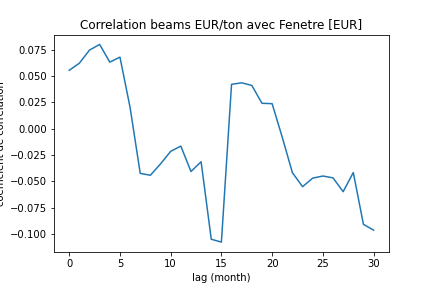 Correlation beams EUR/ton avec Fenetre [EUR]
coefficient de correlation
0.075
0.050
0.025
0.000
−0.025
−0.050
−0.075
−0.100
0 5 10 15 20 25 30
lag (month)